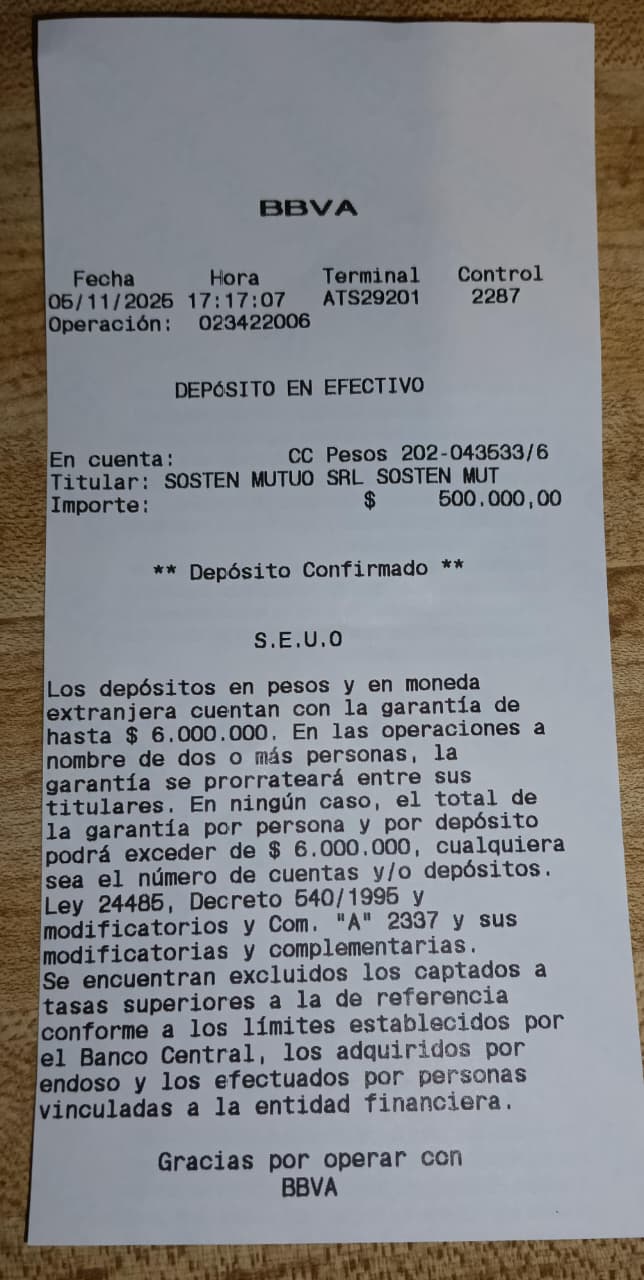 BBVA
Fecha Hora Terminal Control
05/11/2025 17:17:07 ATS29201 2287
Operación: 023422006
DEPÓSITO EN EFECTIVO
En cuenta: CC Pesos 202-043533/6
Titular: SOSTEN MUTUO SRL SOSTEN MUT
Importe: $ 500.000,00
** Depósito Confirmado **
S.E.U.O
Los depósitos en pesos y en moneda
extranjera cuentan con la garantía de
hasta $ 6.000.000. En las operaciones a
nombre de dos o más personas, la
garantía se prorrateará entre sus
titulares. En ningún caso, el total de
la garantía por persona y por depósito
podrá exceder de $ 6.000.000, cualquiera
sea el número de cuentas y/o depósitos.
Ley 24485, Decreto 540/1995 y
modificatorios y Com. "A" 2337 y sus
modificatorias y complementarias.
Se encuentran excluidos los captados a
tasas superiores a la de referencia
conforme a los límites establecidos por
el Banco Central, los adquiridos por
endoso y los efectuados por personas
vinculadas a la entidad financiera.
Gracias por operar con
BBVA